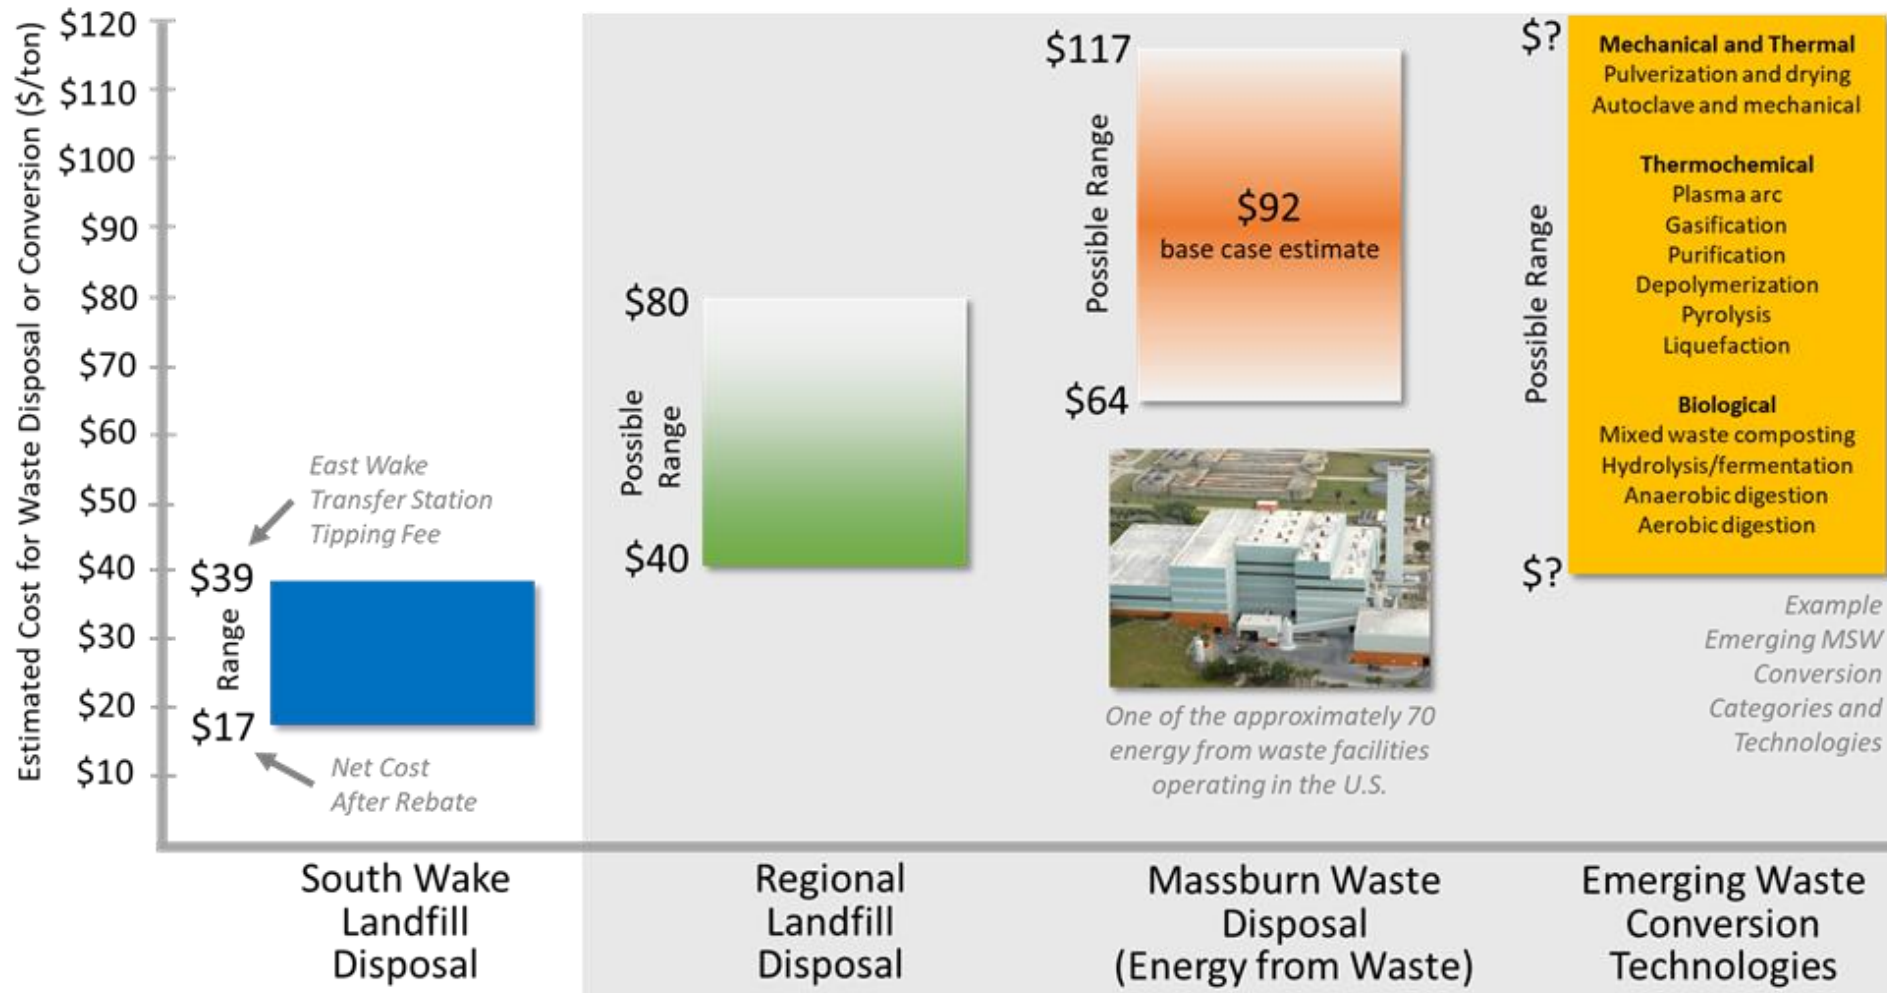 Estimated Cost for Waste Disposal or Conversion ($/ton)
$120
$110
$100
$90
$80
$70
$60
$50
$40
$30
$20
$10
East Wake
Transfer Station
Tipping Fee
$39
Range
$17
Net Cost
After Rebate
South Wake
Landfill
Disposal
$80
Possible
Range
$40
Regional
Landfill
Disposal
$117
Possible Range
$92
base case estimate
$64
One of the approximately 70
energy from waste facilities
operating in the U.S.
Massburn Waste
Disposal
(Energy from Waste)
$?
Possible Range
$?
Mechanical and Thermal
Pulverization and drying
Autoclave and mechanical
Thermochemical
Plasma arc
Gasification
Purification
Depolymerization
Pyrolysis
Liquefaction
Biological
Mixed waste composting
Hydrolysis/fermentation
Anaerobic digestion
Aerobic digestion
Example
Emerging MSW
Conversion
Categories and
Technologies
Emerging Waste
Conversion
Technologies